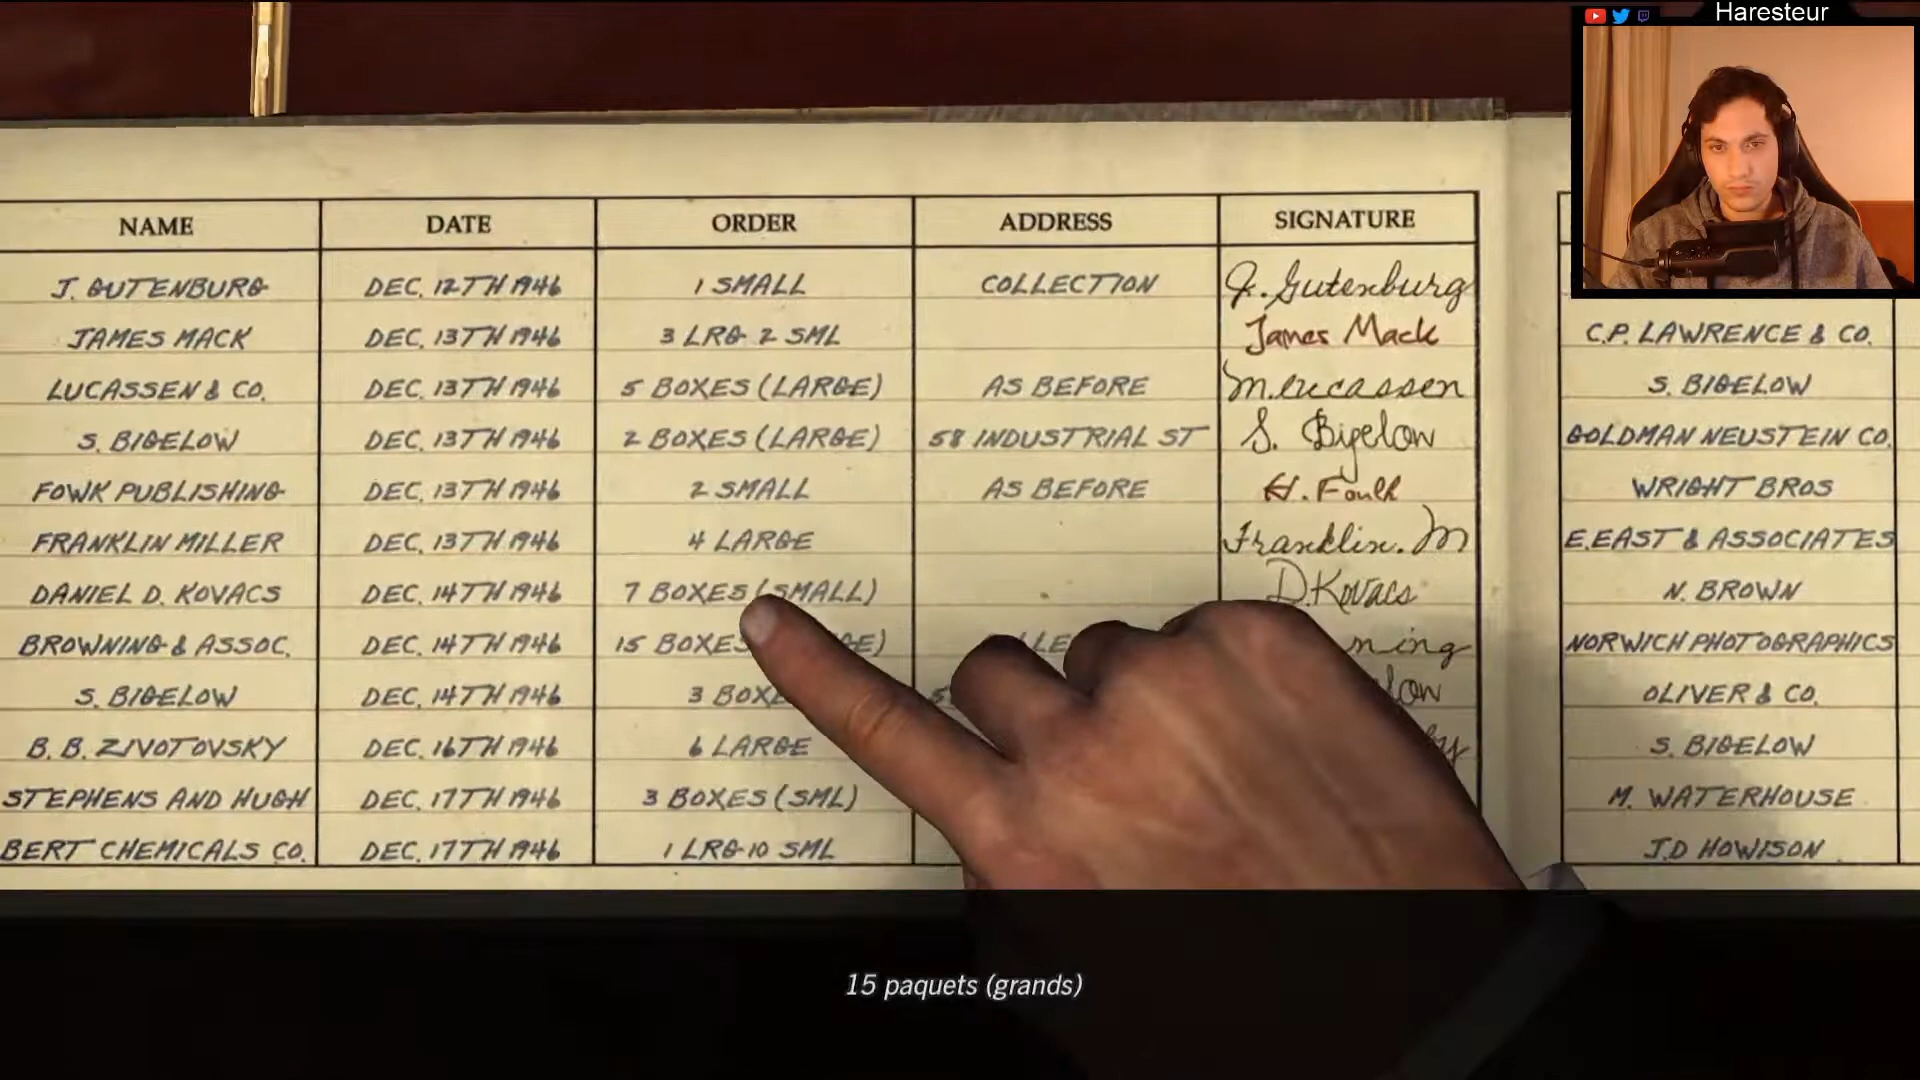 Haresteur
NAME DATE ORDER ADDRESS SIGNATURE
J. GUTENBURG DEC. 12TH 1946 1 SMALL COLLECTION J. Gutenburg
JAMES MACK DEC. 13TH 1946 3 LRG 2 SML James Mack C.P. LAWRENCE & CO.
LUCASSEN & CO. DEC. 13TH 1946 5 BOXES (LARGE) AS BEFORE S. BIGELOW
S. BIGELOW DEC. 13TH 1946 2 BOXES (LARGE) 58 INDUSTRIAL ST S. Bigelow GOLDMAN NEUSTEIN CO.
FOWK PUBLISHING DEC. 13TH 1946 2 SMALL AS BEFORE WRIGHT BROS
FRANKLIN MILLER DEC. 13TH 1946 4 LARGE Franklin. M E.EAST & ASSOCIATES
DANIEL D. KOVACS DEC. 14TH 1946 7 BOXES (SMALL) D. Kovacs N. BROWN
BROWNING & ASSOC. DEC. 14TH 1946 15 BOXES NORWICH PHOTOGRAPHICS
S. BIGELOW DEC. 14TH 1946 3 OLIVER & CO.
B. B. ZIVOTOVSKY DEC. 16TH 1946 6 LARGE S. BIGELOW
STEPHENS AND HUGH DEC. 17TH 1946 3 BOXES (SML) M. WATERHOUSE
BERT CHEMICALS CO. DEC. 17TH 1946 1 LRG 10 SML J.D HOWISON
15 paquets (grands)